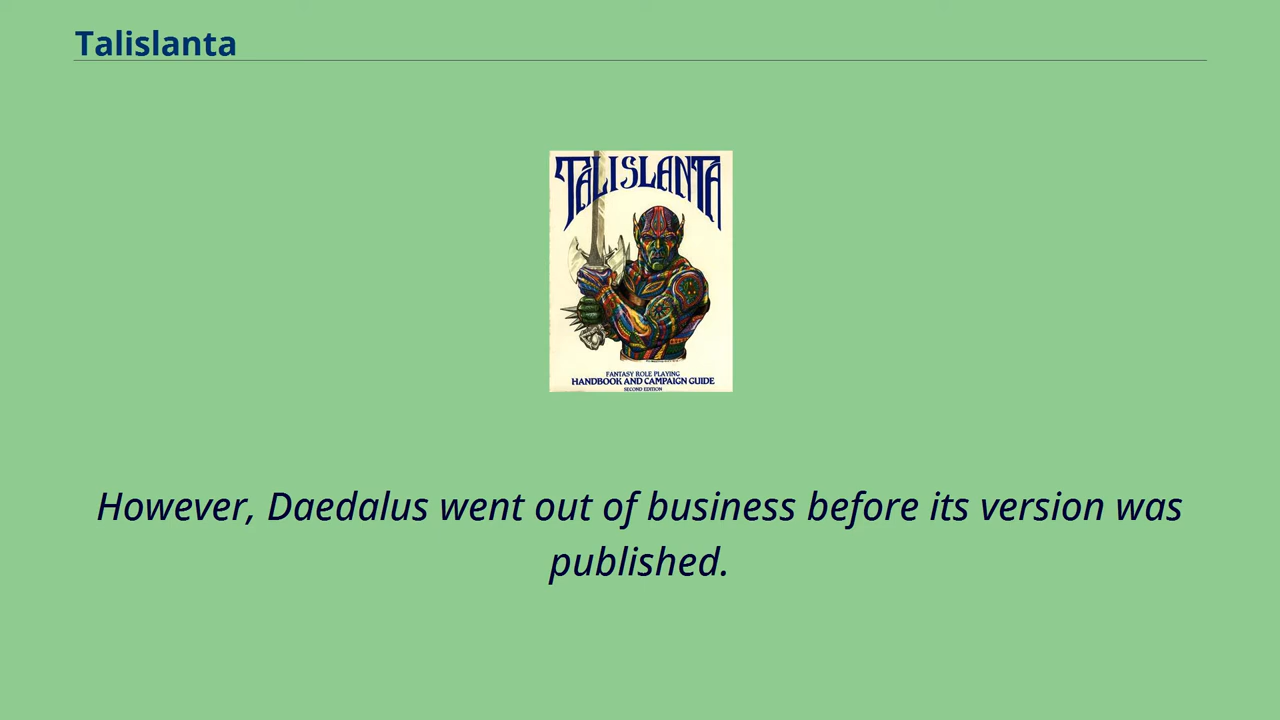 Talislanta
TALISLANTA
FANTASY ROLE PLAYING
HANDBOOK AND CAMPAIGN GUIDE
SECOND EDITION
However, Daedalus went out of business before its version was
published.